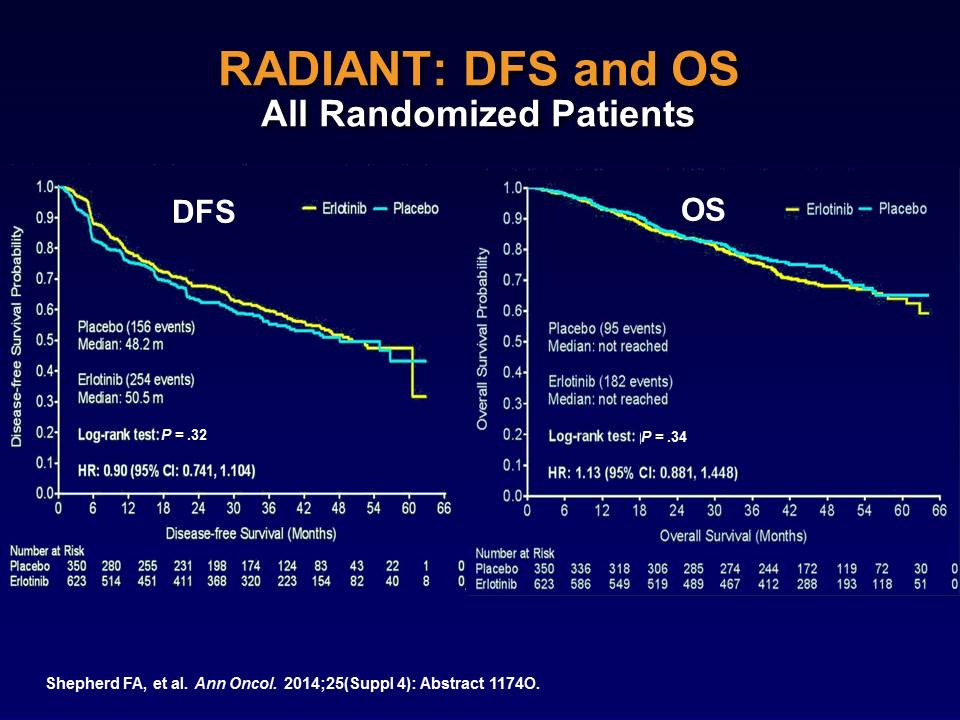 RADIANT: DFS and OS
All Randomized Patients
DFS
Erlotinib Placebo
Disease-free Survival Probability
1.0
0.9
0.8
0.7
0.6
0.5
0.4
0.3
0.2
0.1
0.0
Placebo (156 events)
Median: 48.2 m
Erlotinib (254 events)
Median: 50.5 m
Log-rank test: P = .32
HR: 0.90 (95% CI: 0.741, 1.104)
0 6 12 18 24 30 36 42 48 54 60 66
Disease-free Survival (Months)
Number at Risk
Placebo 350 280 255 231 198 174 124 83 43 22 1 0
Erlotinib 623 514 451 411 368 320 223 154 82 40 8 0
OS
Erlotinib Placebo
Overall Survival Probability
1.0
0.9
0.8
0.7
0.6
0.5
0.4
0.3
0.2
0.1
0.0
Placebo (95 events)
Median: not reached
Erlotinib (182 events)
Median: not reached
Log-rank test: P = .34
HR: 1.13 (95% CI: 0.881, 1.448)
0 6 12 18 24 30 36 42 48 54 60 66
Overall Survival (Months)
Number at Risk
Placebo 350 336 318 306 285 274 244 172 119 72 30 0
Erlotinib 623 586 549 519 489 467 412 288 193 118 51 0
Shepherd FA, et al. Ann Oncol. 2014;25(Suppl 4): Abstract 1174O.